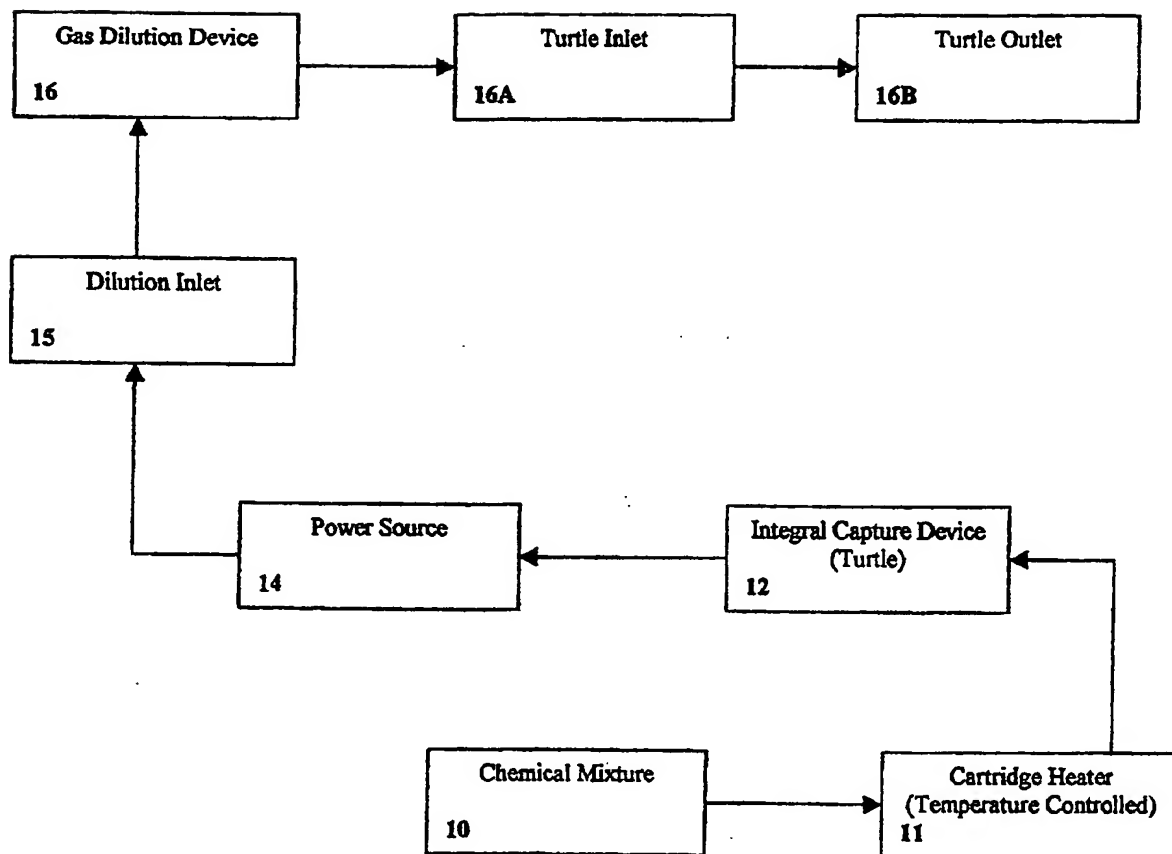 Gas Dilution Device
16
Turtle Inlet
16A
Turtle Outlet
16B
Dilution Inlet
15
Power Source
14
Integral Capture Device
(Turtle)
12
Chemical Mixture
10
Cartridge Heater
(Temperature Controlled)
11